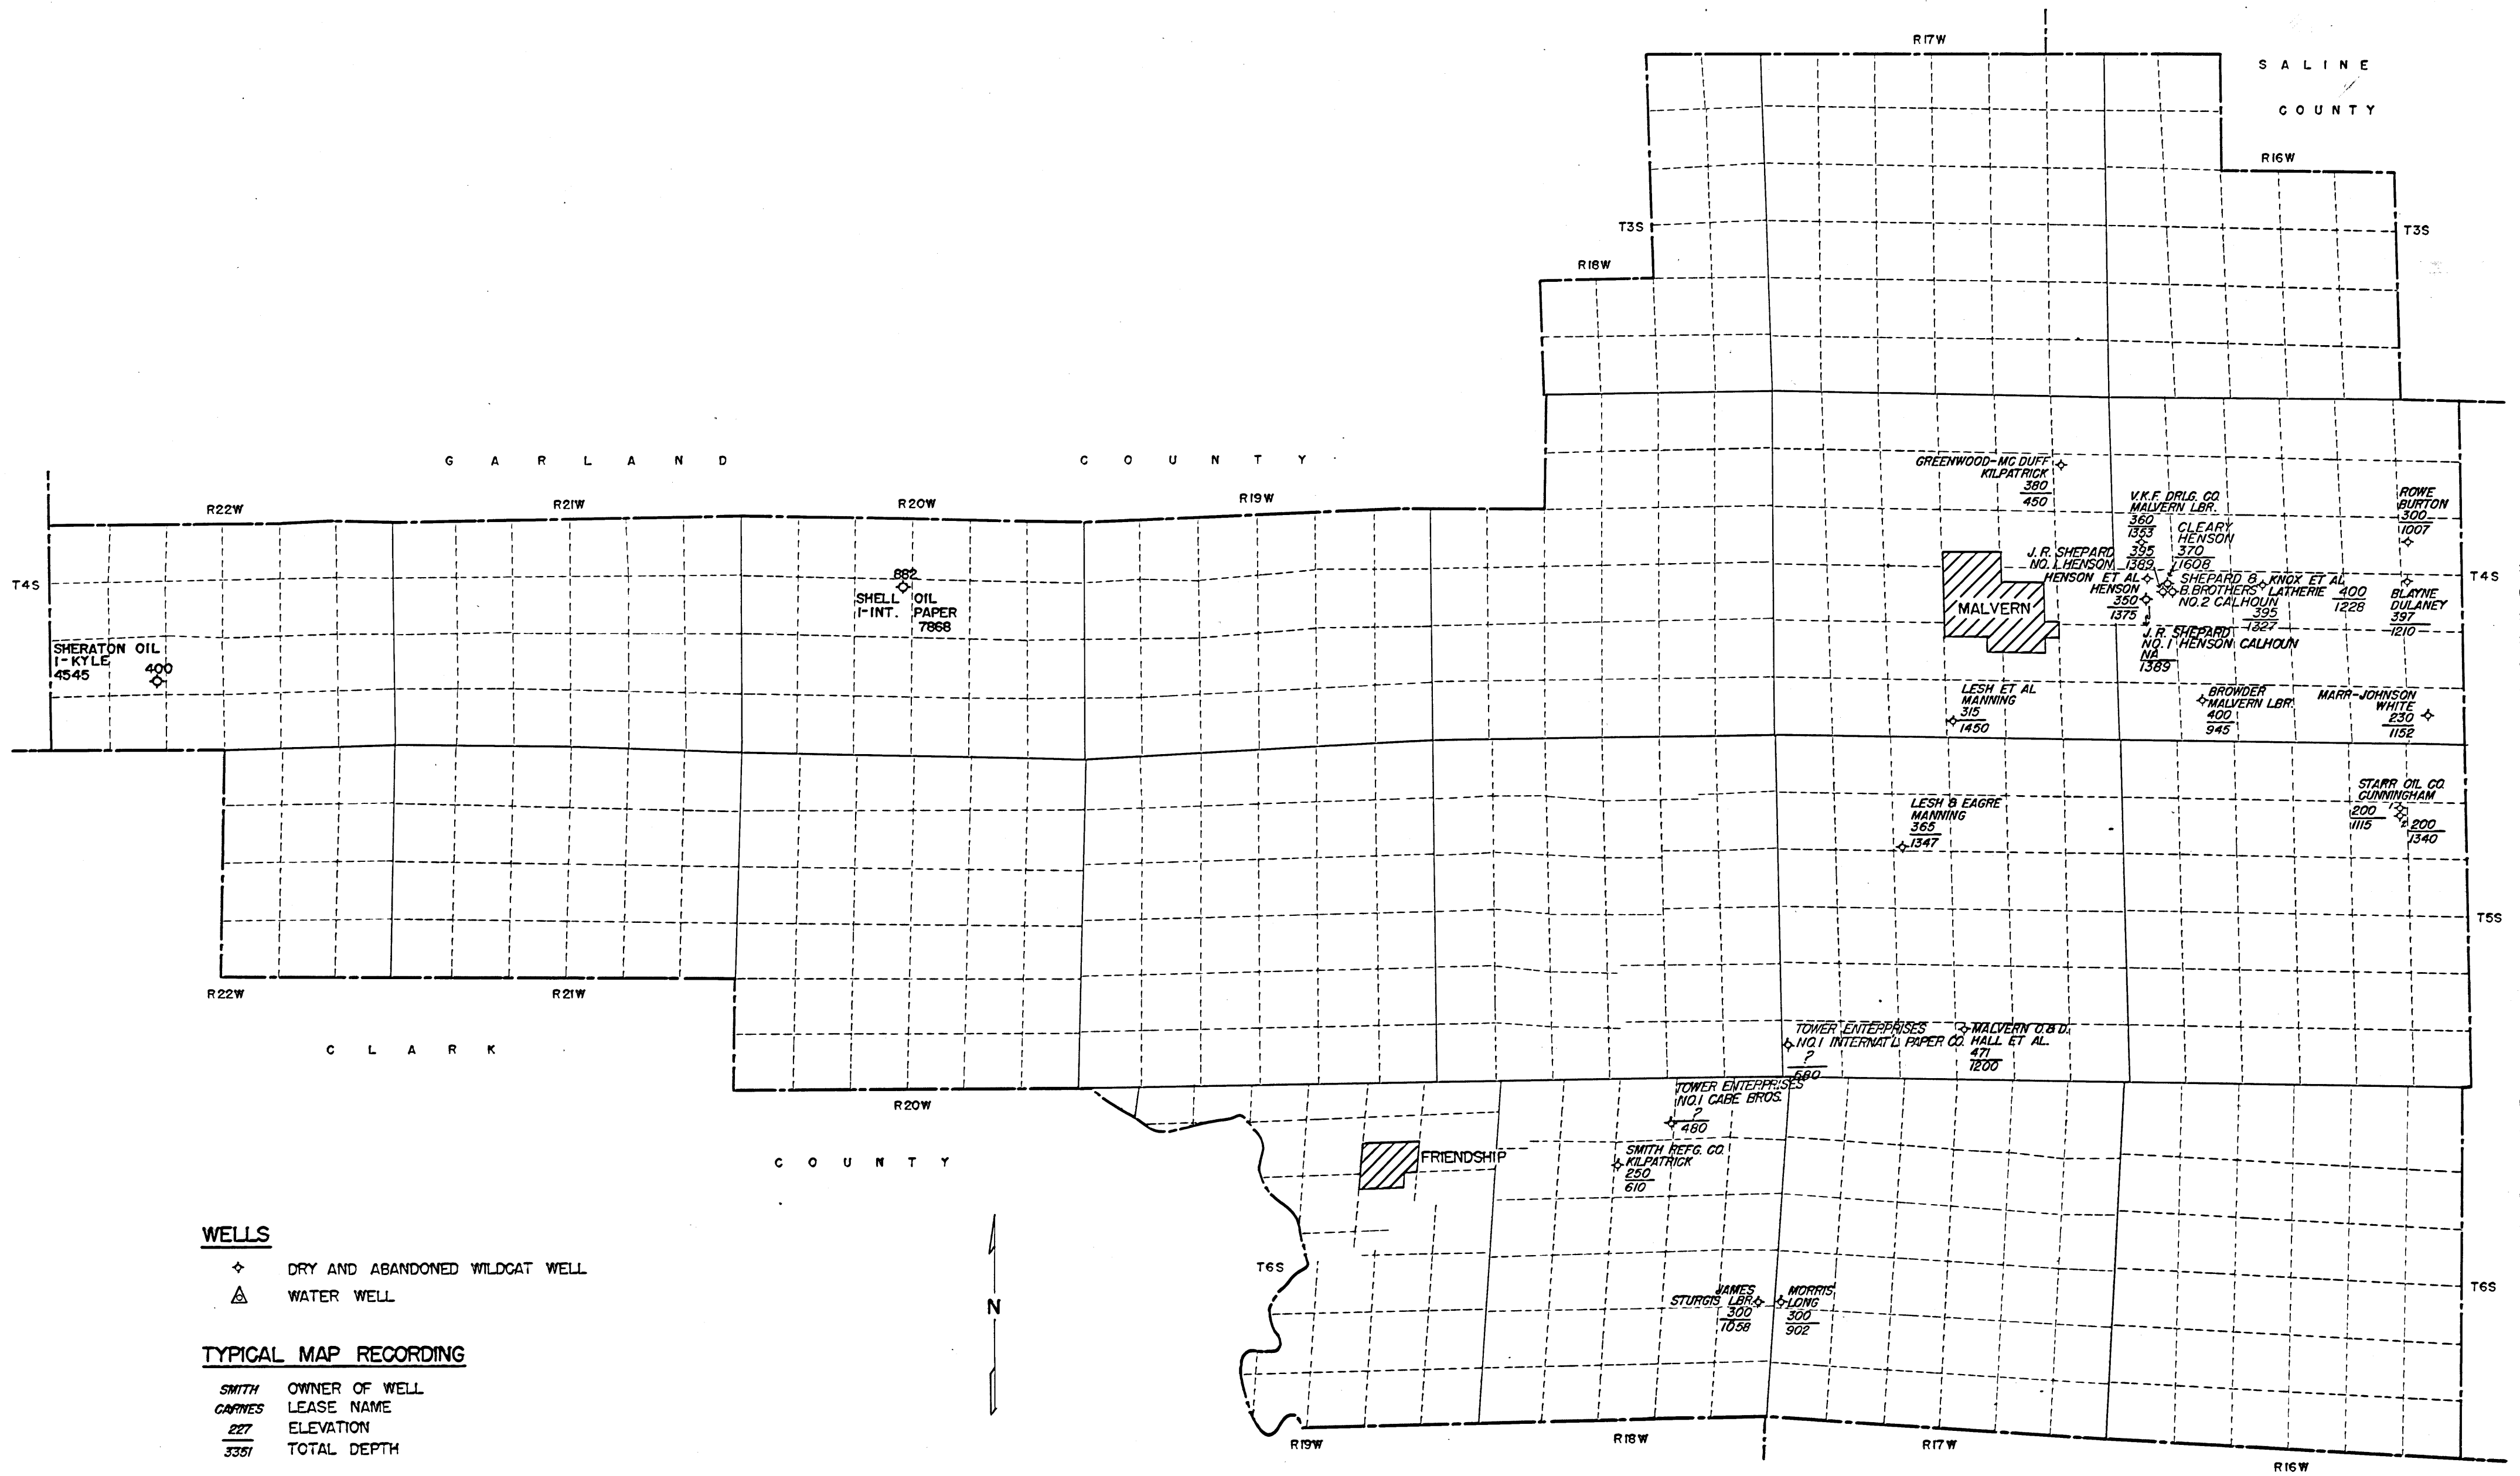 R17W
SALINE
COUNTY
R16W
T3S
T3S
R18W
GARLAND COUNTY
R22W
R21W
R20W
R19W
T4S
T4S
GREENWOOD-MC DUFF
KILPATRICK
380
450
V.K.F. DRLG. CO.
MALVERN LBR.
360
1353
CLEARY
HENSON
370
1608
ROWE
BURTON
300
1007
J. R. SHEPARD
NO. 1 HENSON
395
1389
HENSON ET AL
HENSON
350
1375
SHEPARD &
B. BROTHERS
NO. 2 CALHOUN
395
1327
KNOX ET AL
LATHERIE
400
1228
BLAYNE
DULANEY
397
1210
J. R. SHEPARD
NO. 1 HENSON CALHOUN
NA
1389
MALVERN
882
SHELL OIL
1-INT. PAPER
7868
SHERATON OIL
1-KYLE
4545
400
LESH ET AL
MANNING
315
1450
BROWDER
MALVERN LBR.
400
945
MARR-JOHNSON
WHITE
230
1152
STARR OIL CO.
CUNNINGHAM
1
200
1115
2
200
1340
LESH & EAGRE
MANNING
365
1347
T5S
R22W
R21W
CLARK
TOWER ENTERPRISES
NO.1 INTERNAT'L PAPER CO.
?
680
MALVERN O. & D.
HALL ET AL.
471
1200
R20W
TOWER ENTERPRISES
NO.1 CABE BROS.
?
480
COUNTY
FRIENDSHIP
SMITH REFG. CO.
KILPATRICK
250
610
T6S
T6S
JAMES
STURGIS LBR.
300
1058
MORRIS
LONG
300
902
WELLS
DRY AND ABANDONED WILDCAT WELL
WATER WELL
N
TYPICAL MAP RECORDING
SMITH OWNER OF WELL
CARNES LEASE NAME
227 ELEVATION
3351 TOTAL DEPTH
R19W
R18W
R17W
R16W